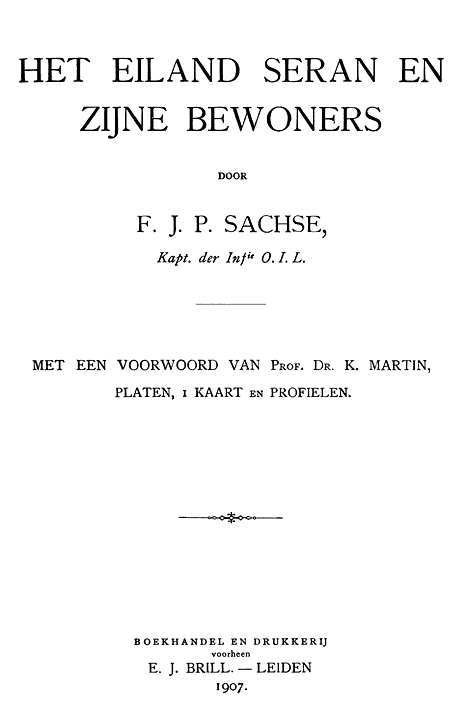 HET EILAND SERAN EN
ZIJNE BEWONERS
DOOR
F. J. P. SACHSE,
Kapt. der Infie O. I. L.
MET EEN VOORWOORD VAN PROF. DR. K. MARTIN,
PLATEN, 1 KAART EN PROFIELEN.
BOEKHANDEL EN DRUKKERIJ
voorheen
E. J. BRILL. — LEIDEN
1907.